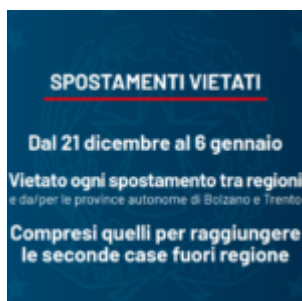 SPOSTAMENTI VIETATI
Dal 21 dicembre al 6 gennaio
Vietato ogni spostamento tra regioni
e da/per le province autonome di Bolzano e Trento
Compresi quelli per raggiungere
le seconde case fuori regione